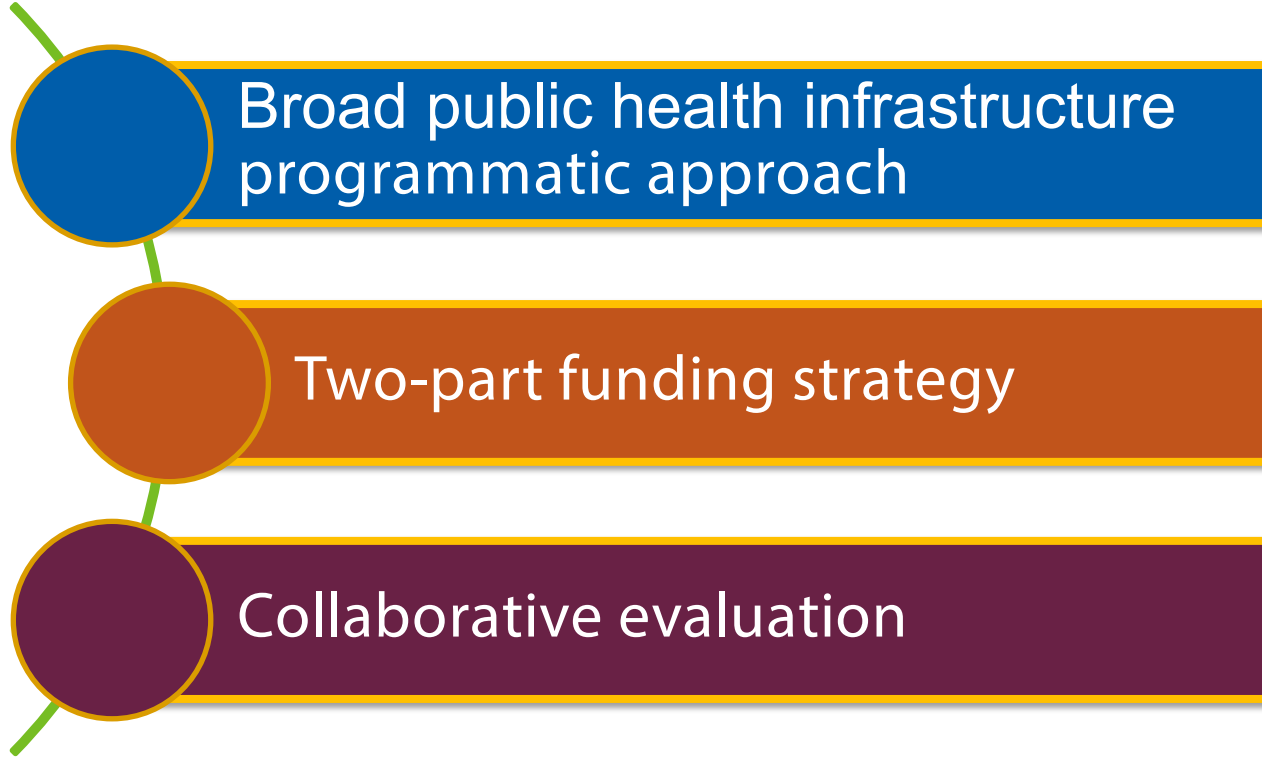 Broad public health infrastructure
programmatic approach
Two-part funding strategy
Collaborative evaluation